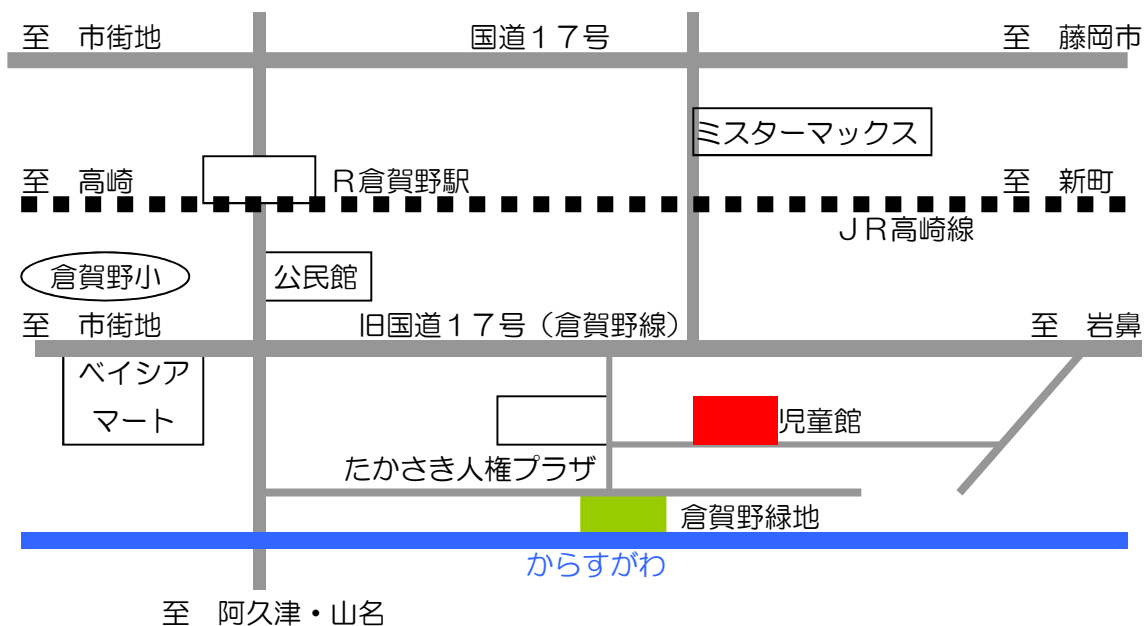 至　市街地　国道１７号　至　藤岡市
ミスターマックス
至　高崎　Ｒ倉賀野駅　至　新町
ＪＲ高崎線
倉賀野小　公民館
至　市街地　旧国道１７号（倉賀野線）　至　岩鼻
ベイシア
マート　児童館
たかさき人権プラザ
倉賀野緑地
からすがわ
至　阿久津・山名